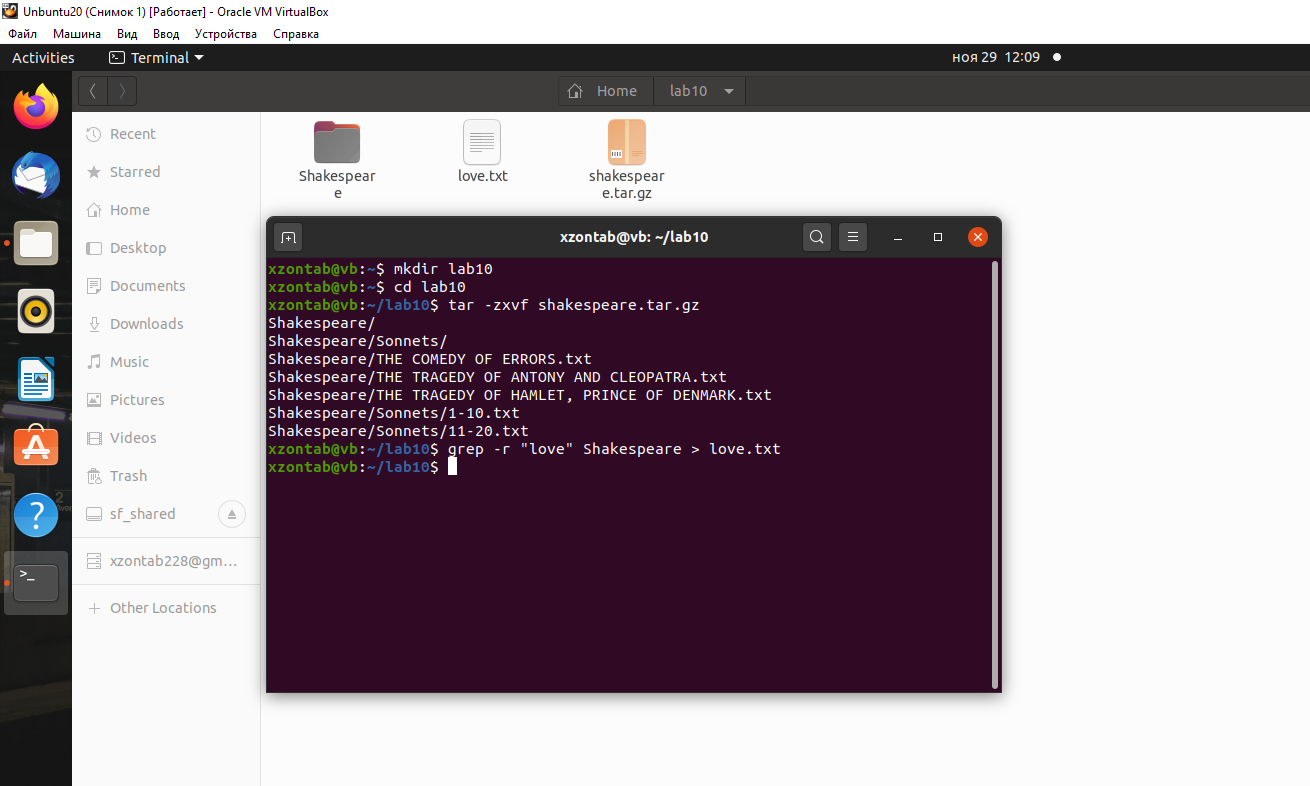 Unbuntu20 (Снимок 1) [Работает] - Oracle VM VirtualBox
Файл Машина Вид Ввод Устройства Справка
Activities Terminal ноя 29 12:09
Home lab10
Recent
Starred
Home
Desktop
Documents
Downloads
Music
Pictures
Videos
Trash
sf_shared
xzontab228@gm…
+ Other Locations
Shakespear
e
love.txt
shakespear
e.tar.gz
xzontab@vb: ~/lab10
xzontab@vb:~$ mkdir lab10
xzontab@vb:~$ cd lab10
xzontab@vb:~/lab10$ tar -zxvf shakespeare.tar.gz
Shakespeare/
Shakespeare/Sonnets/
Shakespeare/THE COMEDY OF ERRORS.txt
Shakespeare/THE TRAGEDY OF ANTONY AND CLEOPATRA.txt
Shakespeare/THE TRAGEDY OF HAMLET, PRINCE OF DENMARK.txt
Shakespeare/Sonnets/1-10.txt
Shakespeare/Sonnets/11-20.txt
xzontab@vb:~/lab10$ grep -r "love" Shakespeare > love.txt
xzontab@vb:~/lab10$